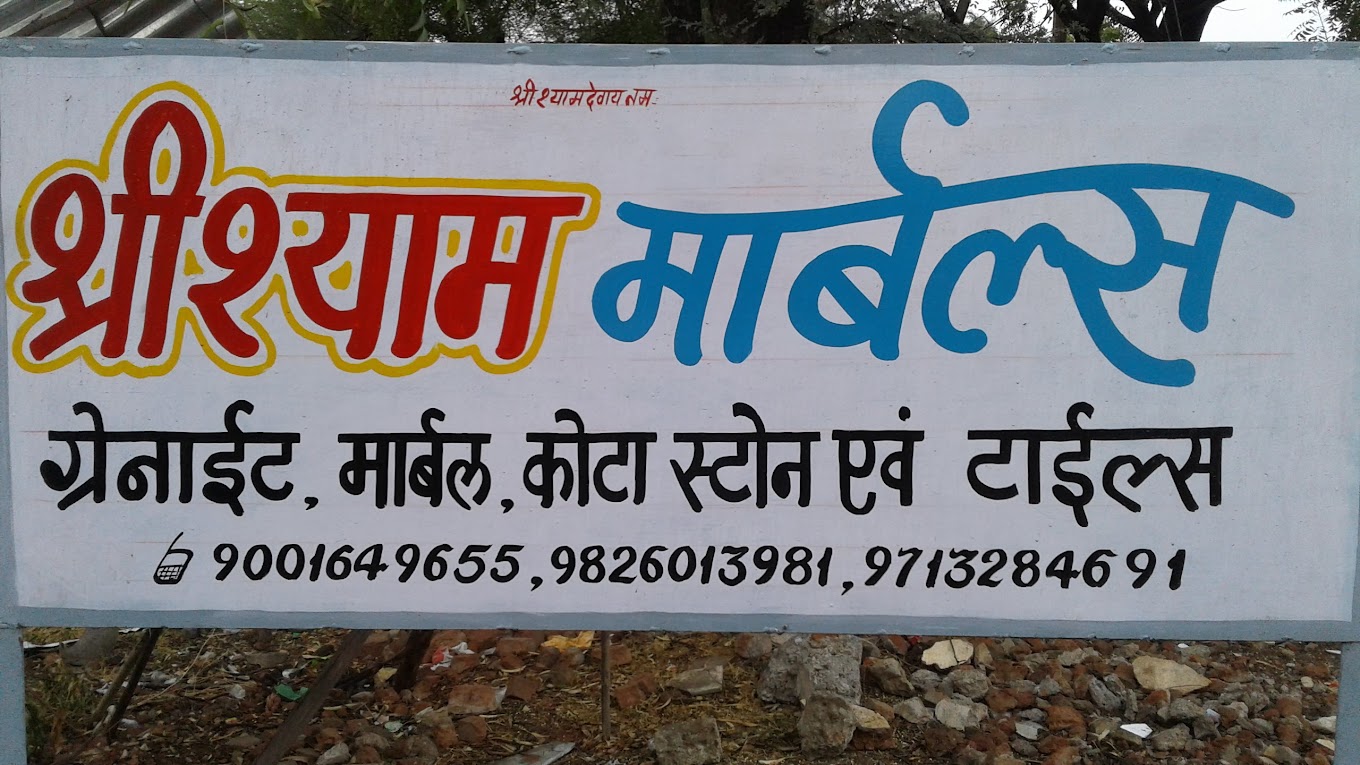 श्री श्याम देवाय नम
श्री श्याम मार्बल्स
ग्रेनाईट, मार्बल, कोटा स्टोन एवं टाईल्स
9001649655, 9826013981, 9713284691